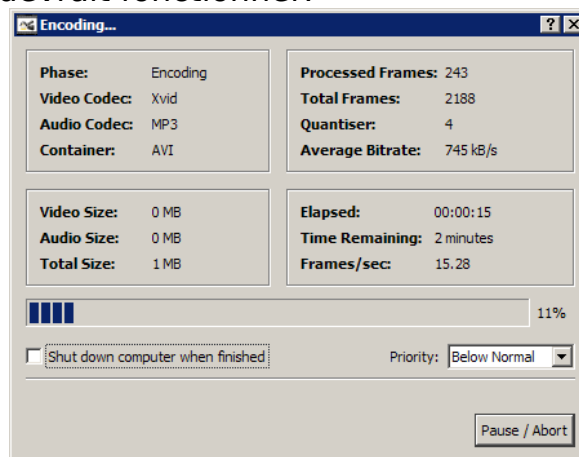 devrait fonctionner.
Encoding...
Phase: Encoding
Video Codec: Xvid
Audio Codec: MP3
Container: AVI
Processed Frames: 243
Total Frames: 2188
Quantiser: 4
Average Bitrate: 745 kB/s
Video Size: 0 MB
Audio Size: 0 MB
Total Size: 1 MB
Elapsed: 00:00:15
Time Remaining: 2 minutes
Frames/sec: 15.28
11%
Shut down computer when finished
Priority: Below Normal
Pause / Abort